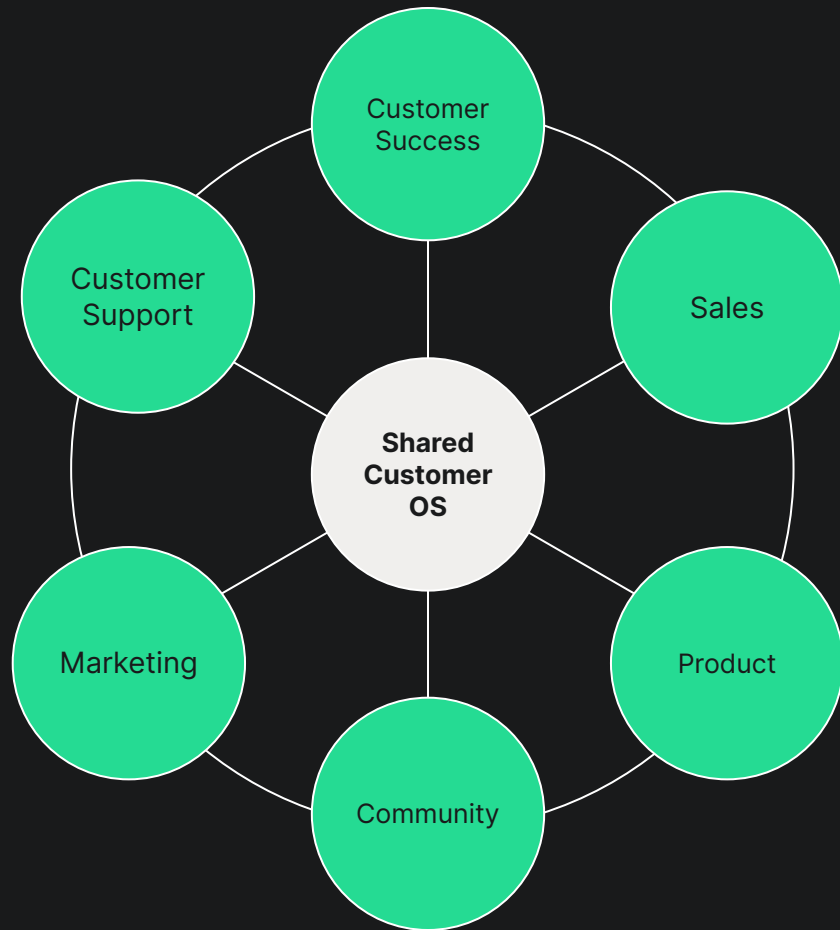 Customer
Success
Customer
Support
Sales
Shared
Customer
OS
Marketing
Product
Community